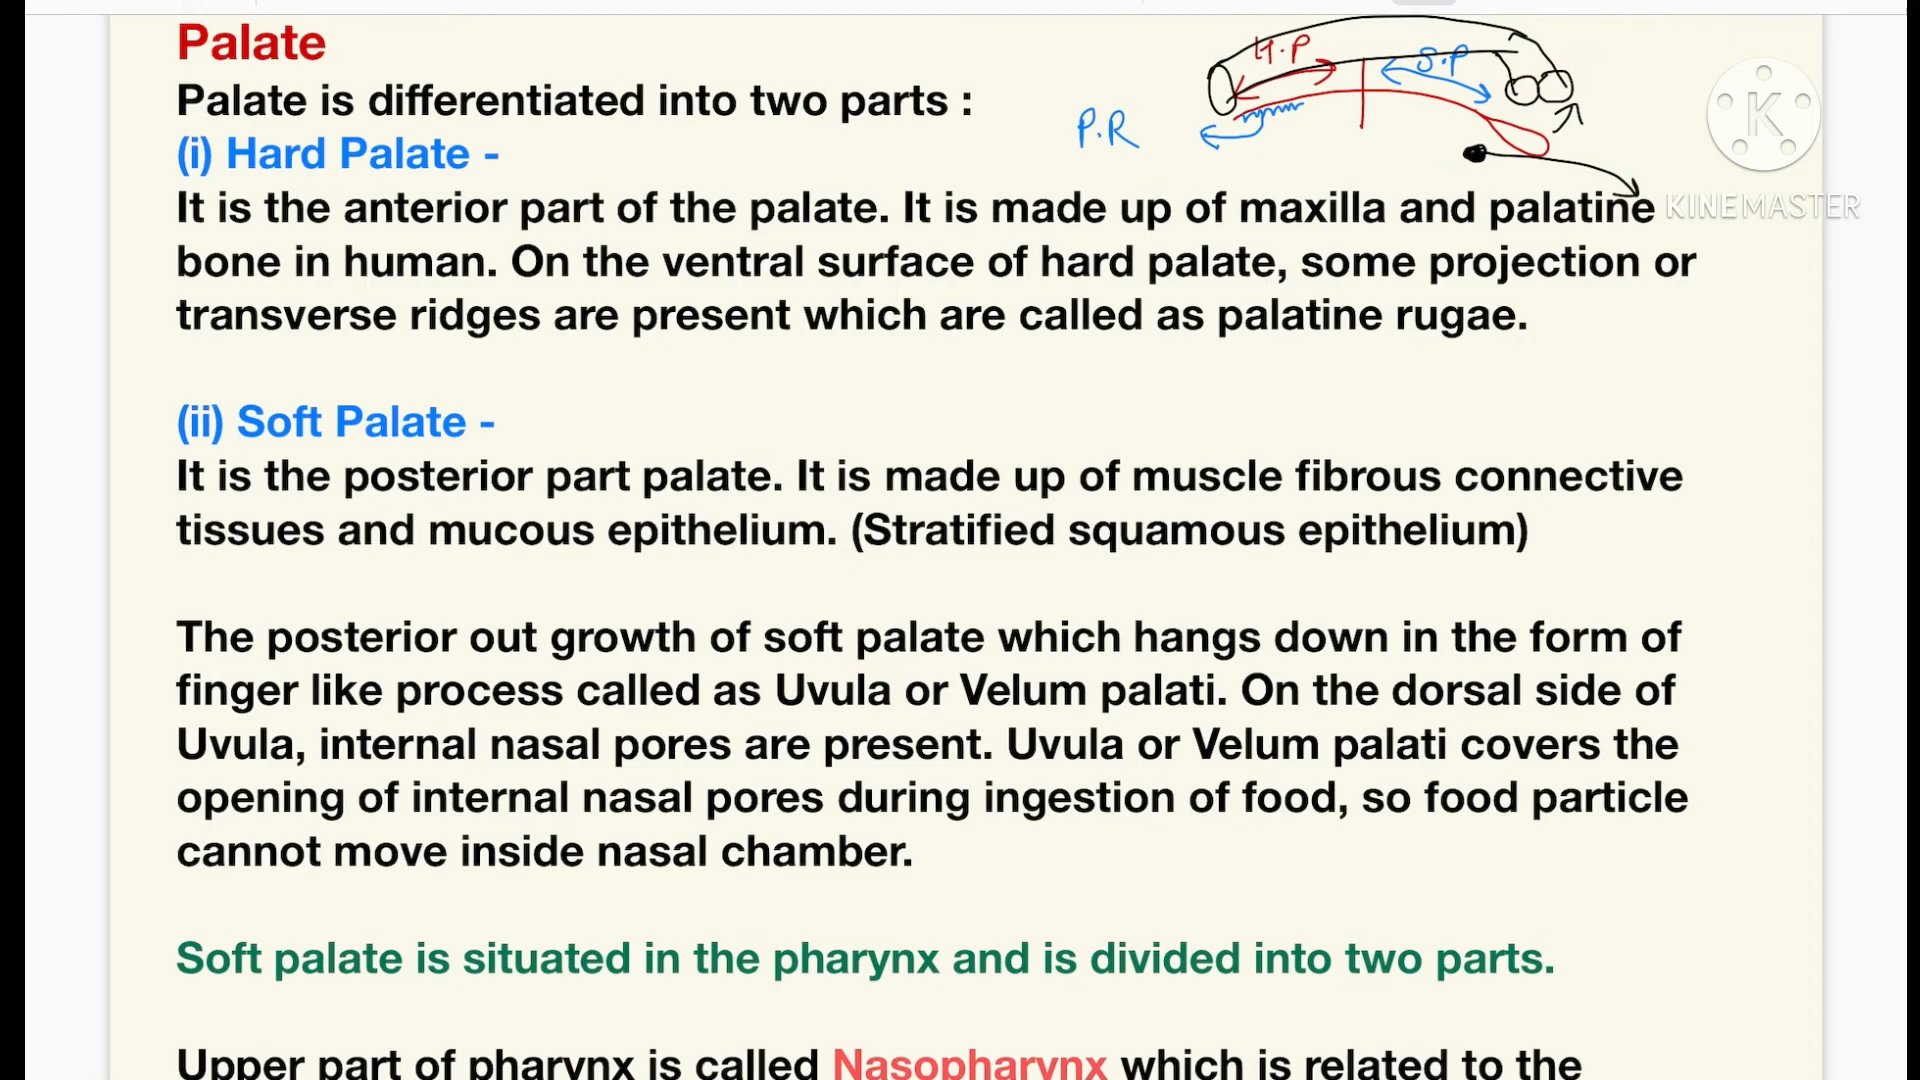 Palate
H.P
S.P
Palate is differentiated into two parts :
P.R
K
(i) Hard Palate -
It is the anterior part of the palate. It is made up of maxilla and palatine
KINEMASTER
bone in human. On the ventral surface of hard palate, some projection or
transverse ridges are present which are called as palatine rugae.
(ii) Soft Palate -
It is the posterior part palate. It is made up of muscle fibrous connective
tissues and mucous epithelium. (Stratified squamous epithelium)
The posterior out growth of soft palate which hangs down in the form of
finger like process called as Uvula or Velum palati. On the dorsal side of
Uvula, internal nasal pores are present. Uvula or Velum palati covers the
opening of internal nasal pores during ingestion of food, so food particle
cannot move inside nasal chamber.
Soft palate is situated in the pharynx and is divided into two parts.
Upper part of pharynx is called Nasopharynx which is related to the